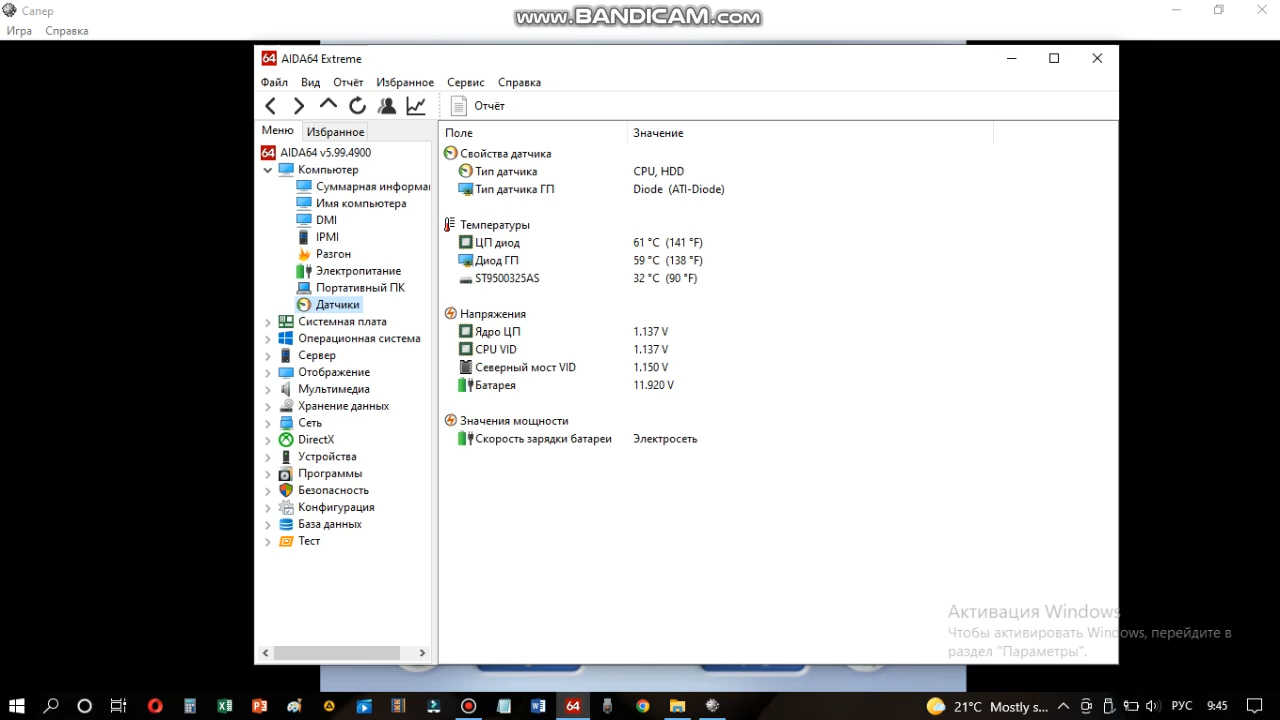 Сапер
www.BANDICAM.com
Игра Справка
64 AIDA64 Extreme
Файл Вид Отчёт Избранное Сервис Справка
Отчёт
Меню Избранное
Поле Значение
64 AIDA64 v5.99.4900
Компьютер
Суммарная информа
Имя компьютера
DMI
IPMI
Разгон
Электропитание
Портативный ПК
Датчики
Системная плата
Операционная система
Сервер
Отображение
Мультимедиа
Хранение данных
Сеть
DirectX
Устройства
Программы
Безопасность
Конфигурация
База данных
Тест
Свойства датчика
Тип датчика CPU, HDD
Тип датчика ГП Diode (ATI-Diode)
Температуры
ЦП диод 61 °C (141 °F)
Диод ГП 59 °C (138 °F)
ST9500325AS 32 °C (90 °F)
Напряжения
Ядро ЦП 1.137 V
CPU VID 1.137 V
Северный мост VID 1.150 V
Батарея 11.920 V
Значения мощности
Скорость зарядки батареи Электросеть
Активация Windows
Чтобы активировать Windows, перейдите в
раздел "Параметры".
64
21°C Mostly s... РУС 9:45